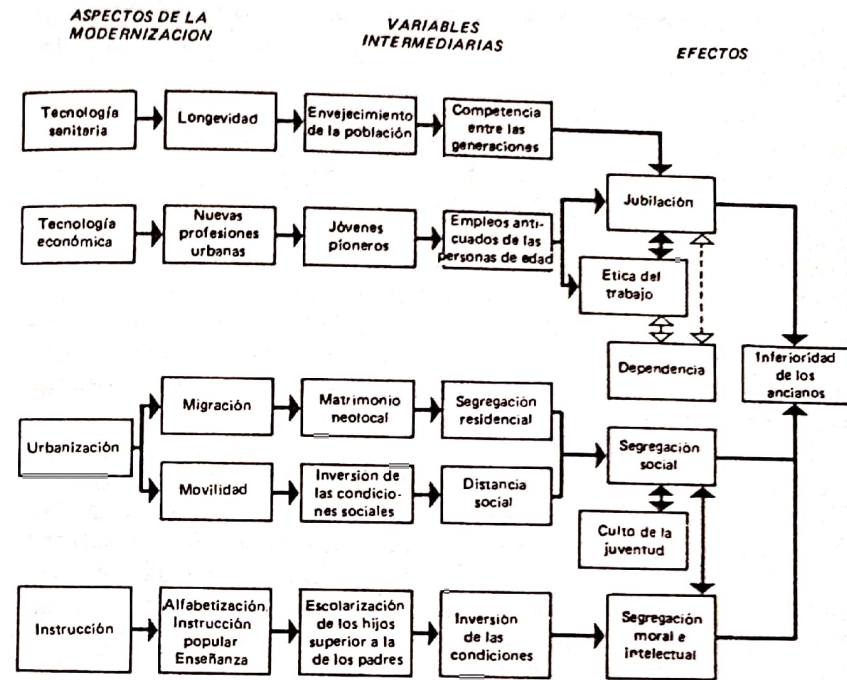 ASPECTOS DE LA
MODERNIZACION
VARIABLES
INTERMEDIARIAS
EFECTOS
Tecnología
sanitaria
Longevidad
Envejecimiento
de la población
Competencia
entre las
generaciones
Jubilación
Tecnología
económica
Nuevas
profesiones
urbanas
Jóvenes
pioneros
Empleos anti-
cuados de las
personas de edad
Etica del
trabajo
Dependencia
Inferioridad
de los
ancianos
Urbanización
Migración
Matrimonio
neolocal
Segregación
residencial
Movilidad
Inversión de
las condicio-
nes sociales
Distancia
social
Segregación
social
Culto de la
juventud
Instrucción
Alfabetización
Instrucción
popular
Enseñanza
Escolarización
de los hijos
superior a la
de los padres
Inversión
de las
condiciones
Segregación
moral e
intelectual